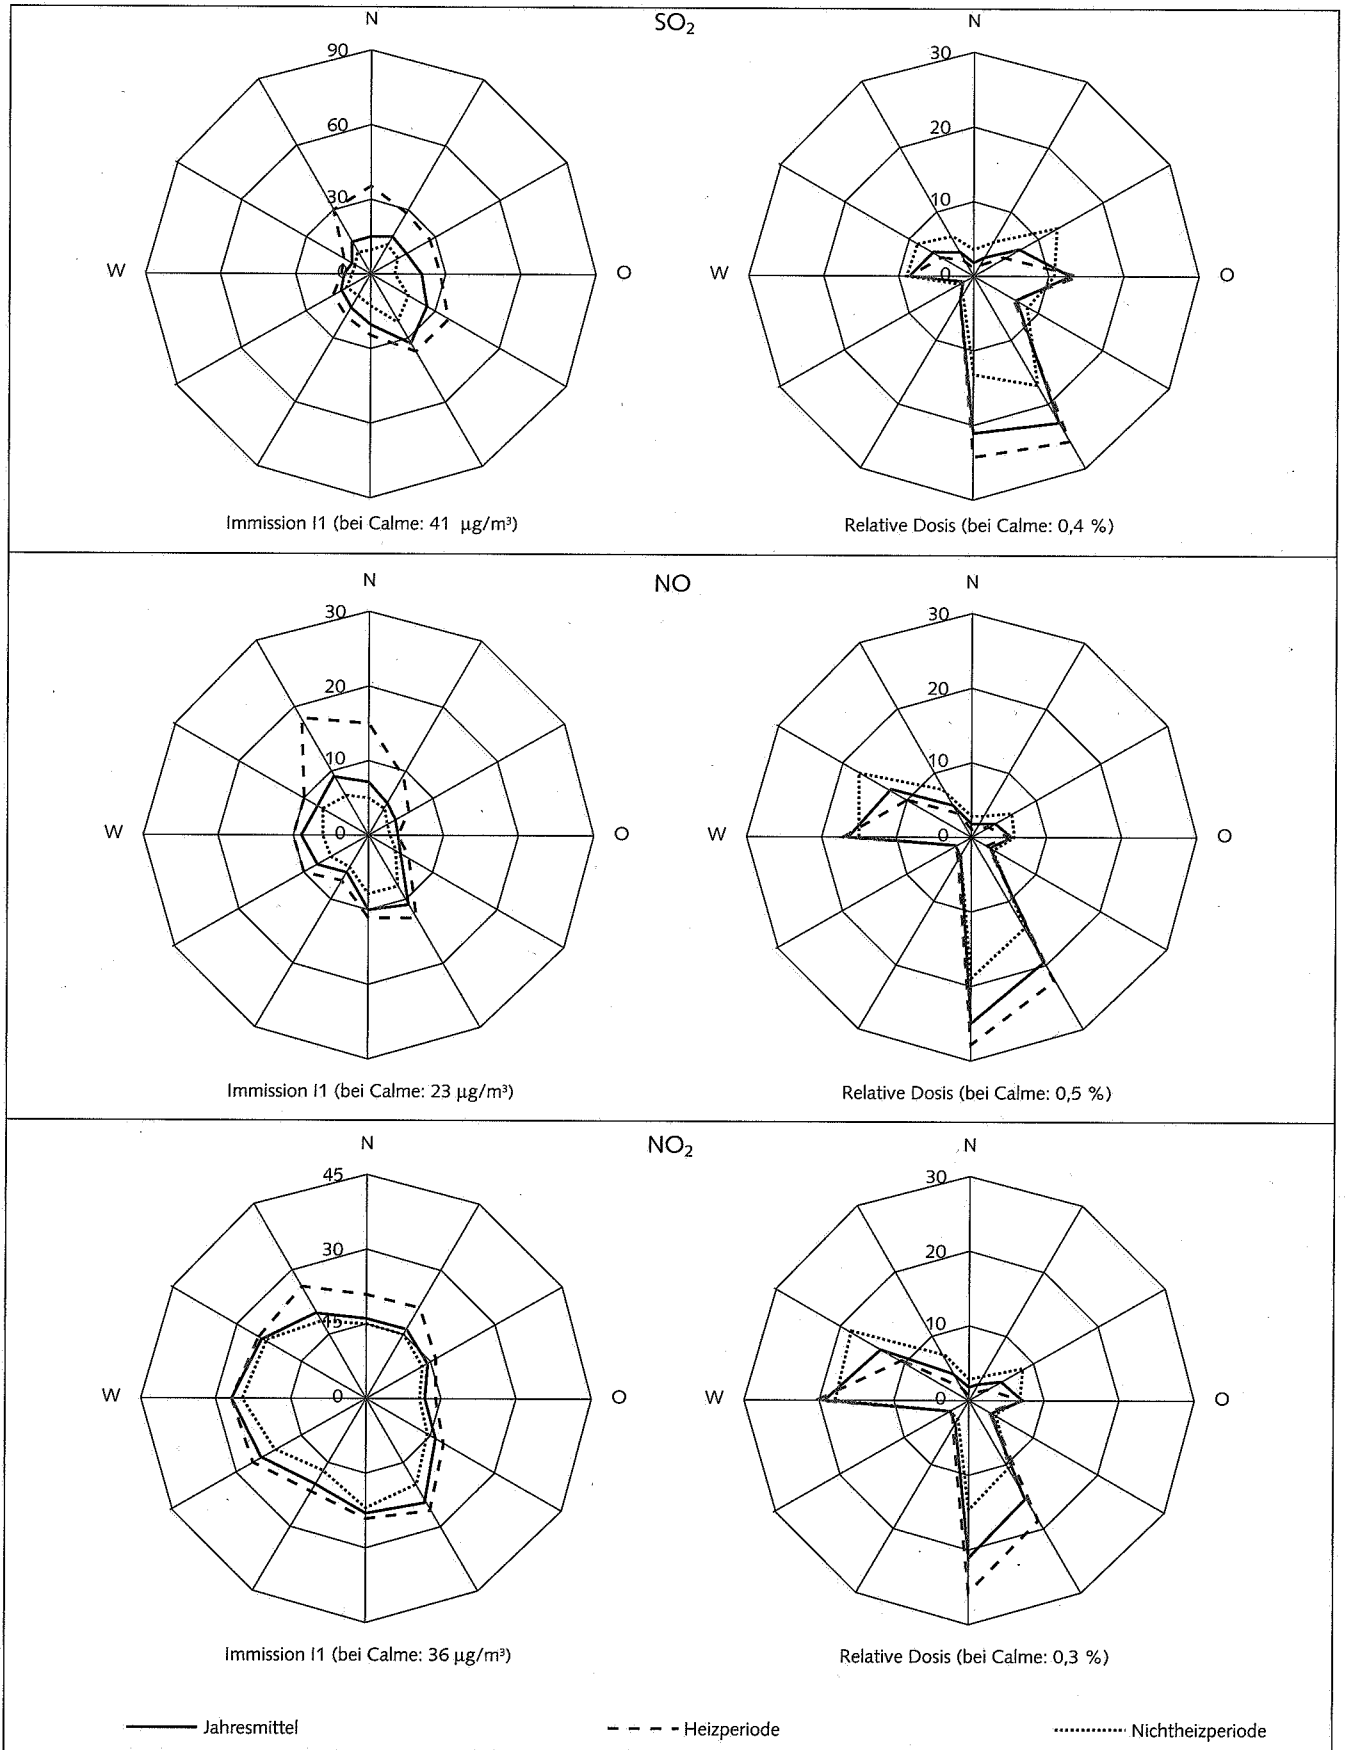 SO₂
N
90
60
30
0
W
O
Immission I1 (bei Calme: 41 µg/m³)
N
30
20
10
0
W
O
Relative Dosis (bei Calme: 0,4 %)
NO
N
30
20
10
0
W
O
Immission I1 (bei Calme: 23 µg/m³)
N
30
20
10
0
W
O
Relative Dosis (bei Calme: 0,5 %)
NO₂
N
45
30
45
0
W
O
Immission I1 (bei Calme: 36 µg/m³)
N
30
20
10
0
W
O
Relative Dosis (bei Calme: 0,3 %)
Jahresmittel
Heizperiode
Nichtheizperiode